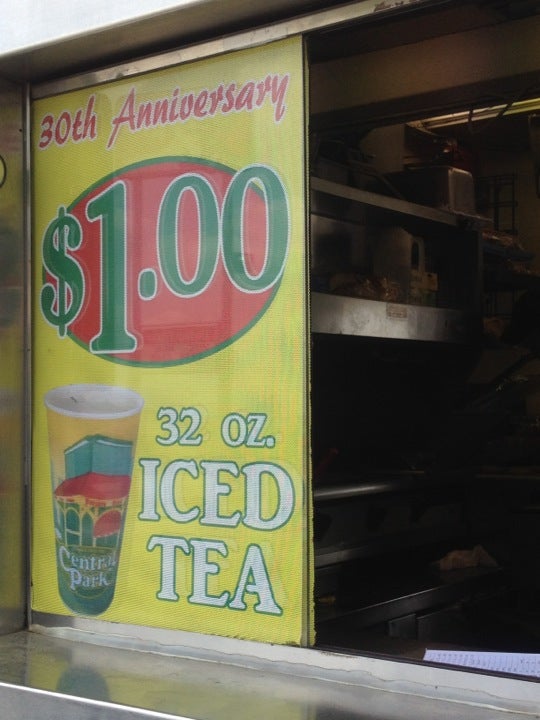 30th Anniversary
$1.00
32 OZ.
ICED
TEA
Central
Park